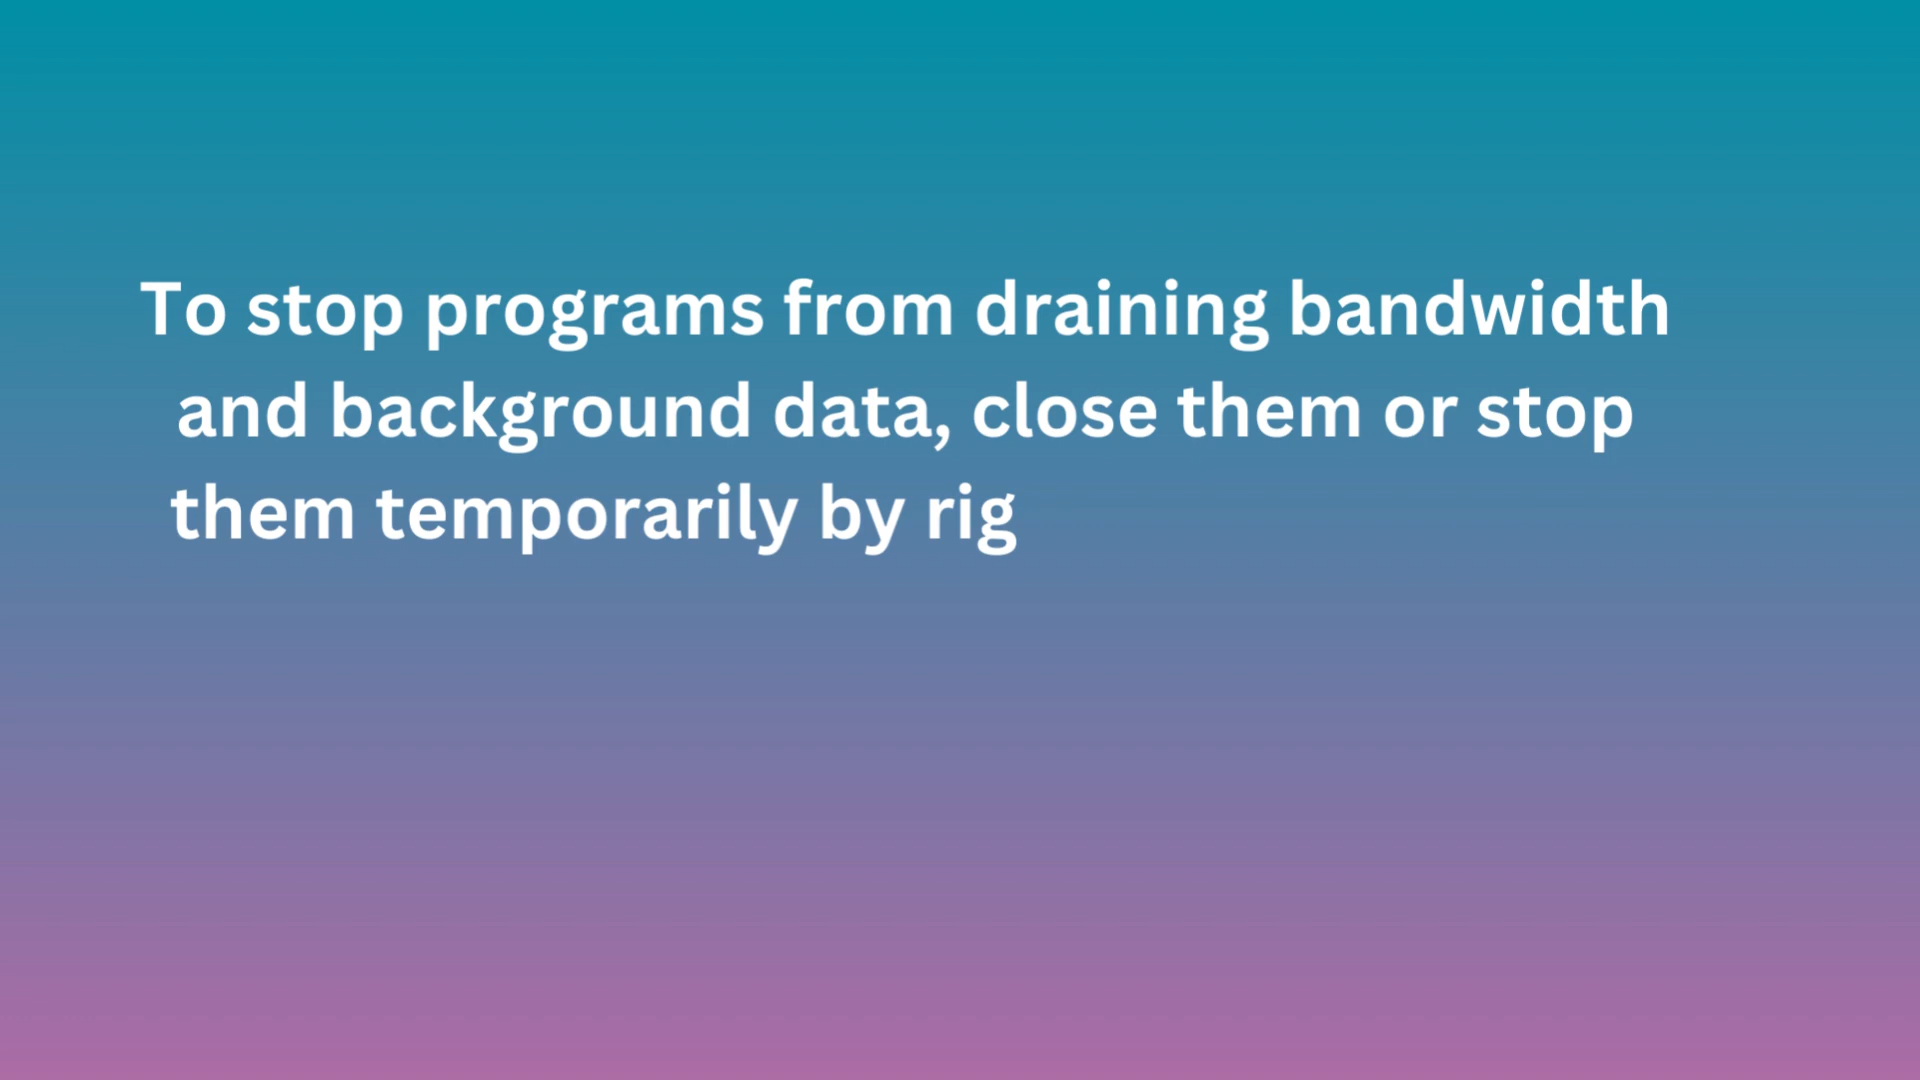 To stop programs from draining bandwidth
and background data, close them or stop
them temporarily by rig